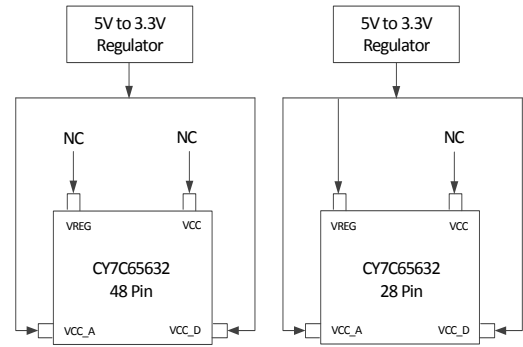 5V to 3.3V
Regulator
NC
NC
VREG
VCC
CY7C65632
48 Pin
VCC_A
VCC_D
5V to 3.3V
Regulator
NC
VREG
VCC
CY7C65632
28 Pin
VCC_A
VCC_D